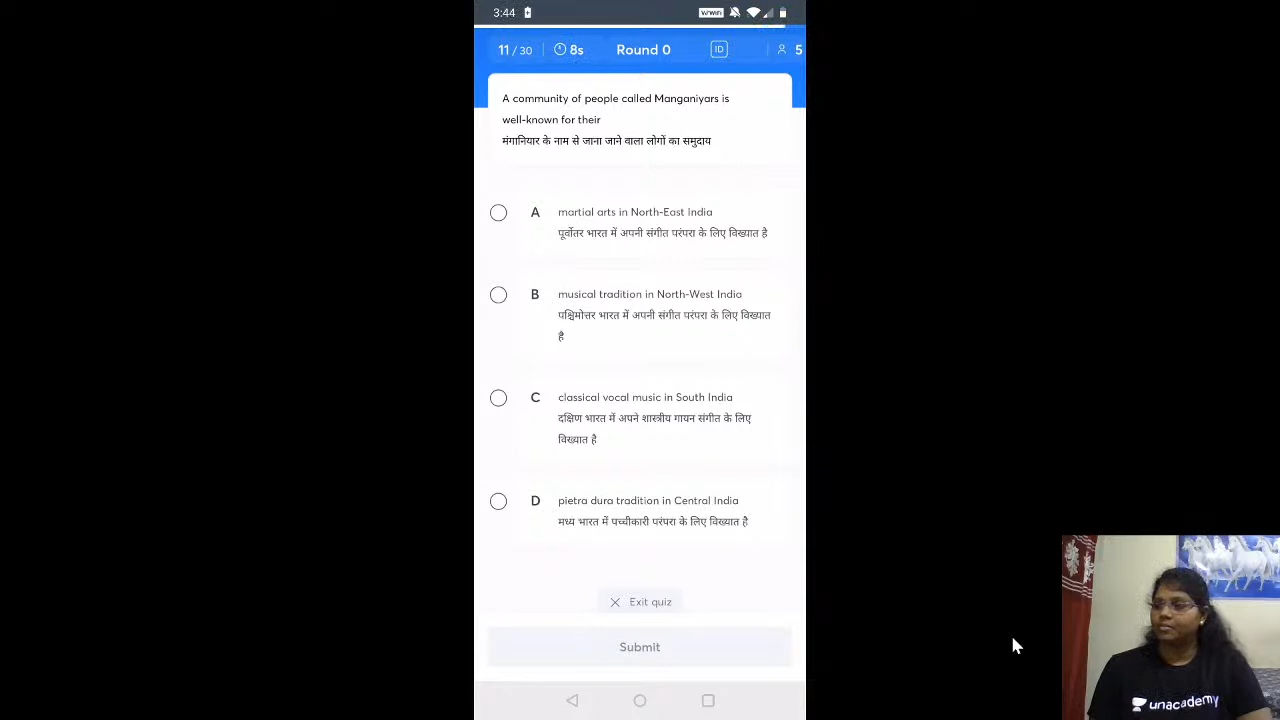 3:44
VoWiFi
11 / 30
8s
Round 0
ID
5
A community of people called Manganiyars is
well-known for their
मंगानियार के नाम से जाना जाने वाला लोगों का समुदाय
A martial arts in North-East India
पूर्वोतर भारत में अपनी संगीत परंपरा के लिए विख्यात है
B musical tradition in North-West India
पश्चिमोत्तर भारत में अपनी संगीत परंपरा के लिए विख्यात
है
C classical vocal music in South India
दक्षिण भारत में अपने शास्त्रीय गायन संगीत के लिए
विख्यात है
D pietra dura tradition in Central India
मध्य भारत में पच्चीकारी परंपरा के लिए विख्यात है
Exit quiz
Submit
unacademy